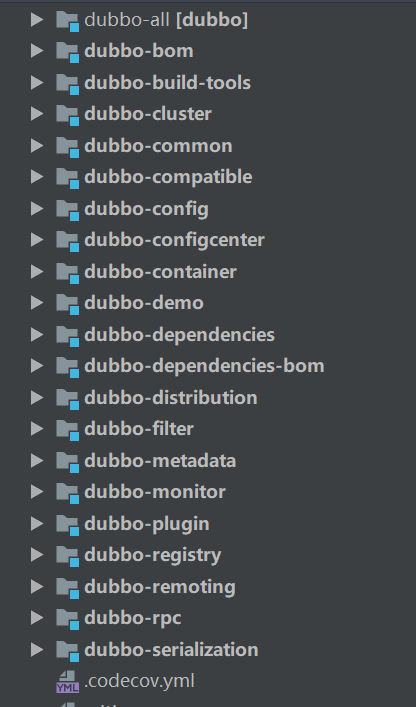 dubbo-all [dubbo]
dubbo-bom
dubbo-build-tools
dubbo-cluster
dubbo-common
dubbo-compatible
dubbo-config
dubbo-configcenter
dubbo-container
dubbo-demo
dubbo-dependencies
dubbo-dependencies-bom
dubbo-distribution
dubbo-filter
dubbo-metadata
dubbo-monitor
dubbo-plugin
dubbo-registry
dubbo-remoting
dubbo-rpc
dubbo-serialization
YML .codecov.yml